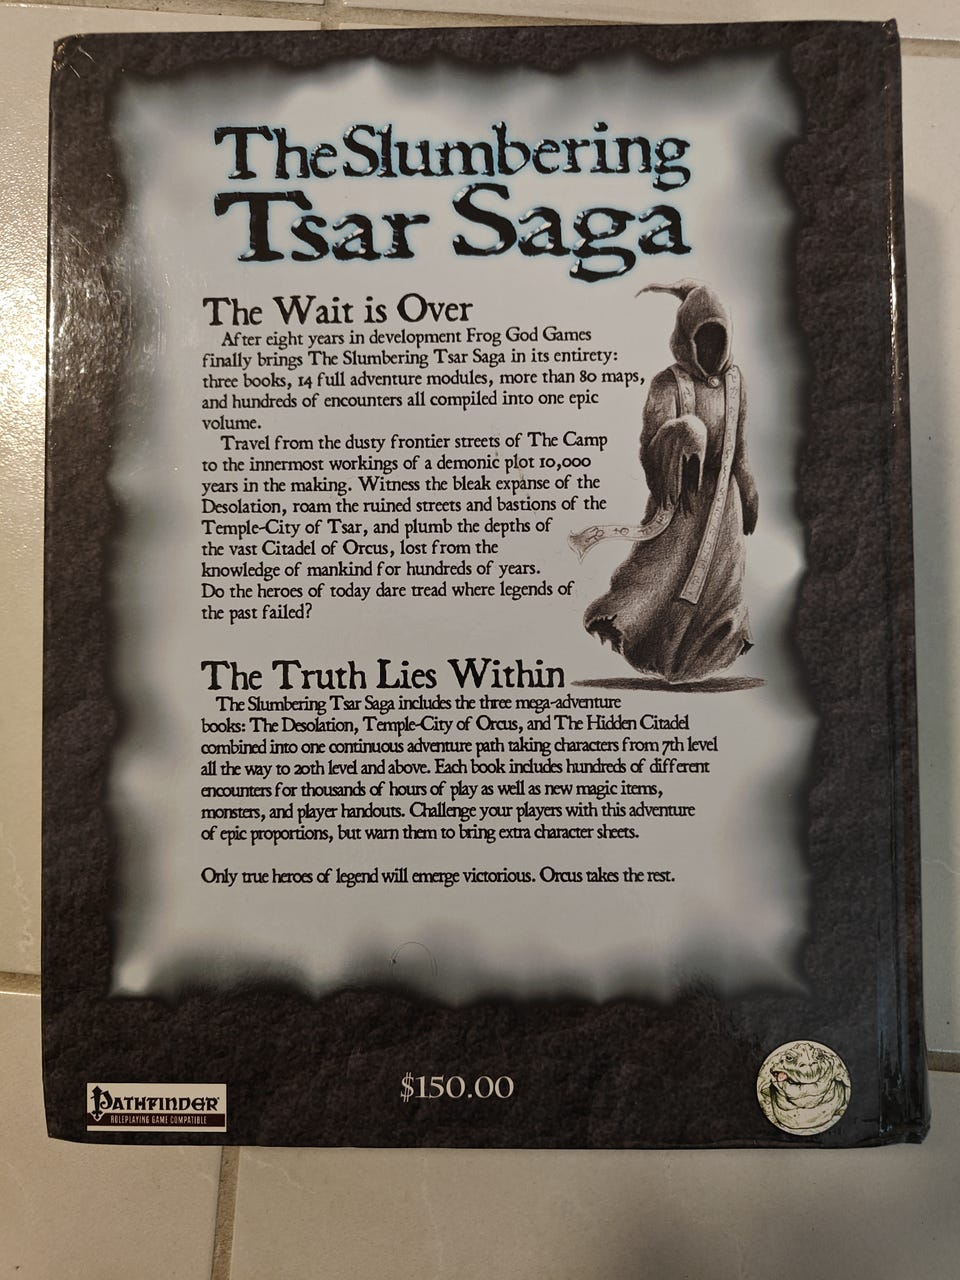 The Slumbering
Tsar Saga
The Wait is Over
After eight years in development Frog God Games
finally brings The Slumbering Tsar Saga in its entirety:
three books, 14 full adventure modules, more than 80 maps,
and hundreds of encounters all compiled into one epic
volume.
Travel from the dusty frontier streets of The Camp
to the innermost workings of a demonic plot 10,000
years in the making. Witness the bleak expanse of the
Desolation, roam the ruined streets and bastions of the
Temple-City of Tsar, and plumb the depths of
the vast Citadel of Orcus, lost from the
knowledge of mankind for hundreds of years.
Do the heroes of today dare tread where legends of
the past failed?
The Truth Lies Within
The Slumbering Tsar Saga includes the three mega-adventure
books: The Desolation, Temple-City of Orcus, and The Hidden Citadel
combined into one continuous adventure path taking characters from 7th level
all the way to 20th level and above. Each book includes hundreds of different
encounters for thousands of hours of play as well as new magic items,
monsters, and player handouts. Challenge your players with this adventure
of epic proportions, but warn them to bring extra character sheets.
Only true heroes of legend will emerge victorious. Orcus takes the rest.
$150.00
PATHFINDER
ROLEPLAYING GAME COMPATIBLE